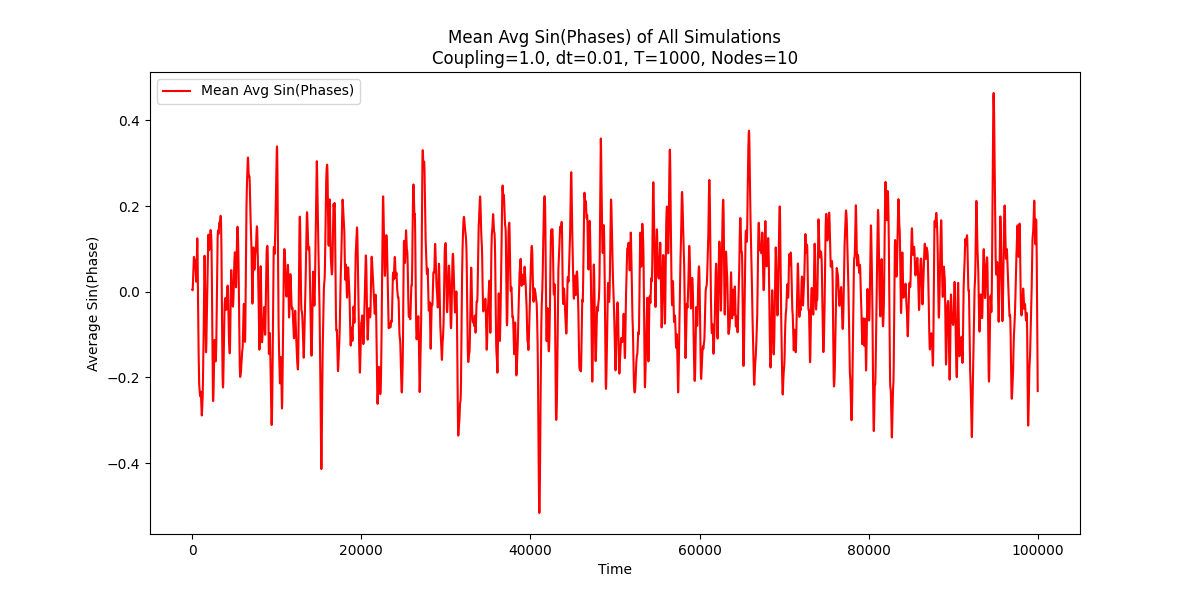 Mean Avg Sin(Phases) of All Simulations
Coupling=1.0, dt=0.01, T=1000, Nodes=10
Mean Avg Sin(Phases)
Average Sin(Phase)
0.4
0.2
0.0
−0.2
−0.4
0 20000 40000 60000 80000 100000
Time